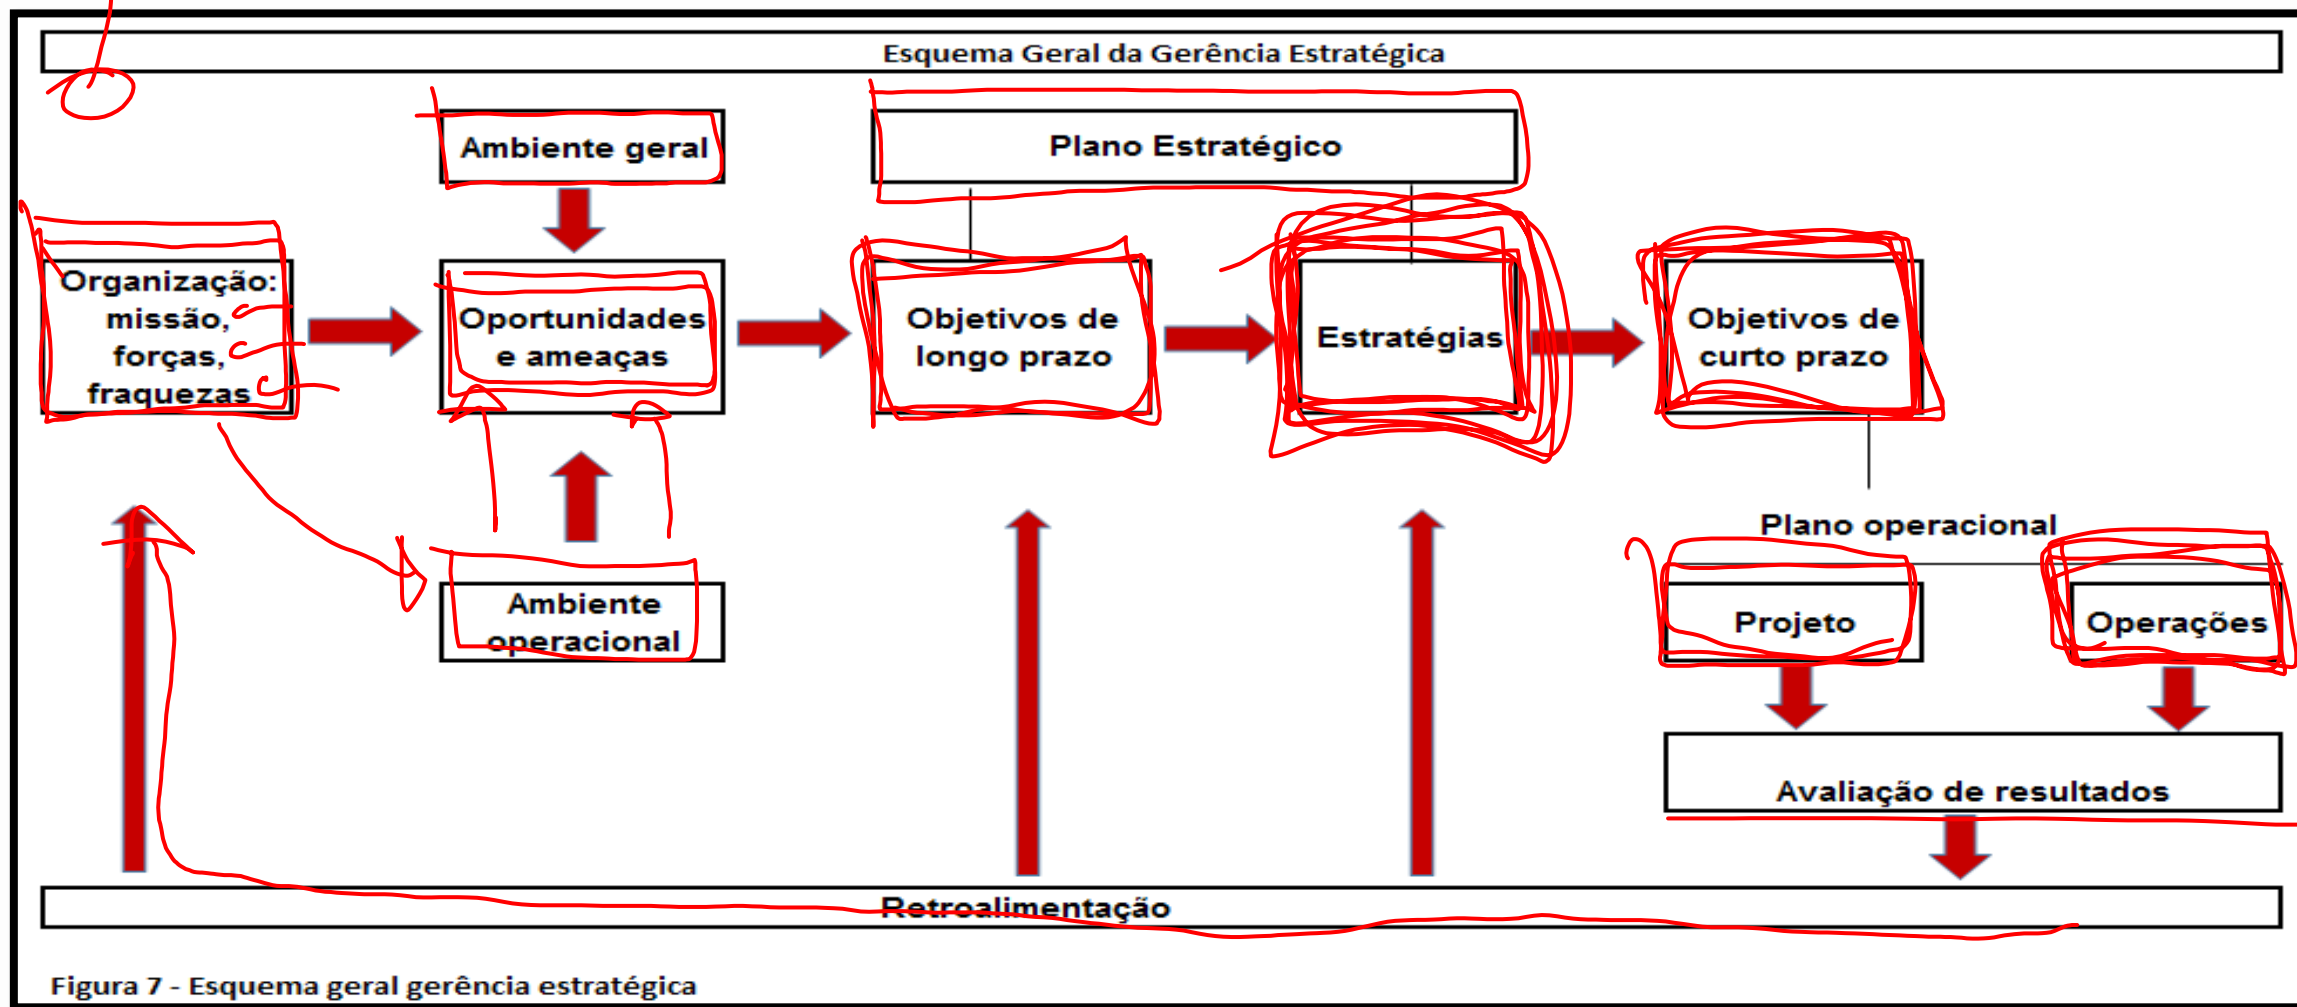 Esquema Geral da Gerência Estratégica
Ambiente geral
Plano Estratégico
Organização:
missão,
forças,
fraquezas
Oportunidades
e ameaças
Objetivos de
longo prazo
Estratégias
Objetivos de
curto prazo
Ambiente
operacional
Plano operacional
Projeto
Operações
Avaliação de resultados
Retroalimentação
Figura 7 - Esquema geral gerência estratégica